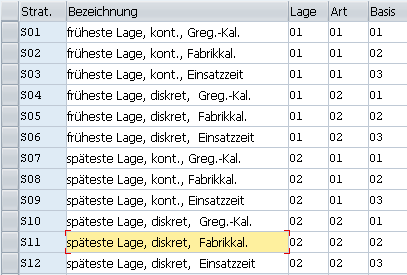 Strat. Bezeichnung Lage Art Basis
S01 früheste Lage, kont., Greg.-Kal. 01 01 01
S02 früheste Lage, kont., Fabrikkal. 01 01 02
S03 früheste Lage, kont., Einsatzzeit 01 01 03
S04 früheste Lage, diskret, Greg.-Kal. 01 02 01
S05 früheste Lage, diskret, Fabrikkal. 01 02 02
S06 früheste Lage, diskret, Einsatzzeit 01 02 03
S07 späteste Lage, kont., Greg.-Kal. 02 01 01
S08 späteste Lage, kont., Fabrikkal. 02 01 02
S09 späteste Lage, kont., Einsatzzeit 02 01 03
S10 späteste Lage, diskret, Greg.-Kal. 02 02 01
S11 späteste Lage, diskret, Fabrikkal. 02 02 02
S12 späteste Lage, diskret, Einsatzzeit 02 02 03